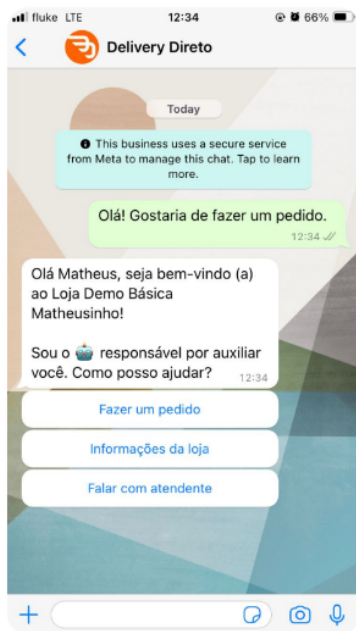 fluke LTE 12:34 66%
Delivery Direto
Today
This business uses a secure service
from Meta to manage this chat. Tap to learn
more.
Olá! Gostaria de fazer um pedido.
12:34
Olá Matheus, seja bem-vindo (a)
ao Loja Demo Básica
Matheusinho!
Sou o 🤖 responsável por auxiliar
você. Como posso ajudar? 12:34
Fazer um pedido
Informações da loja
Falar com atendente